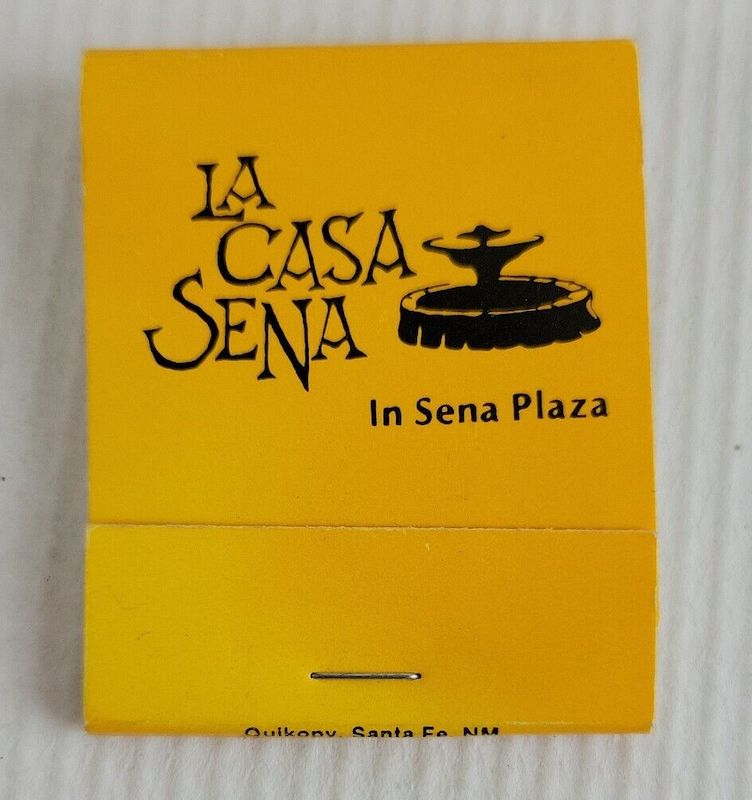 LA
CASA
SENA
In Sena Plaza
Quikopy, Santa Fe, NM